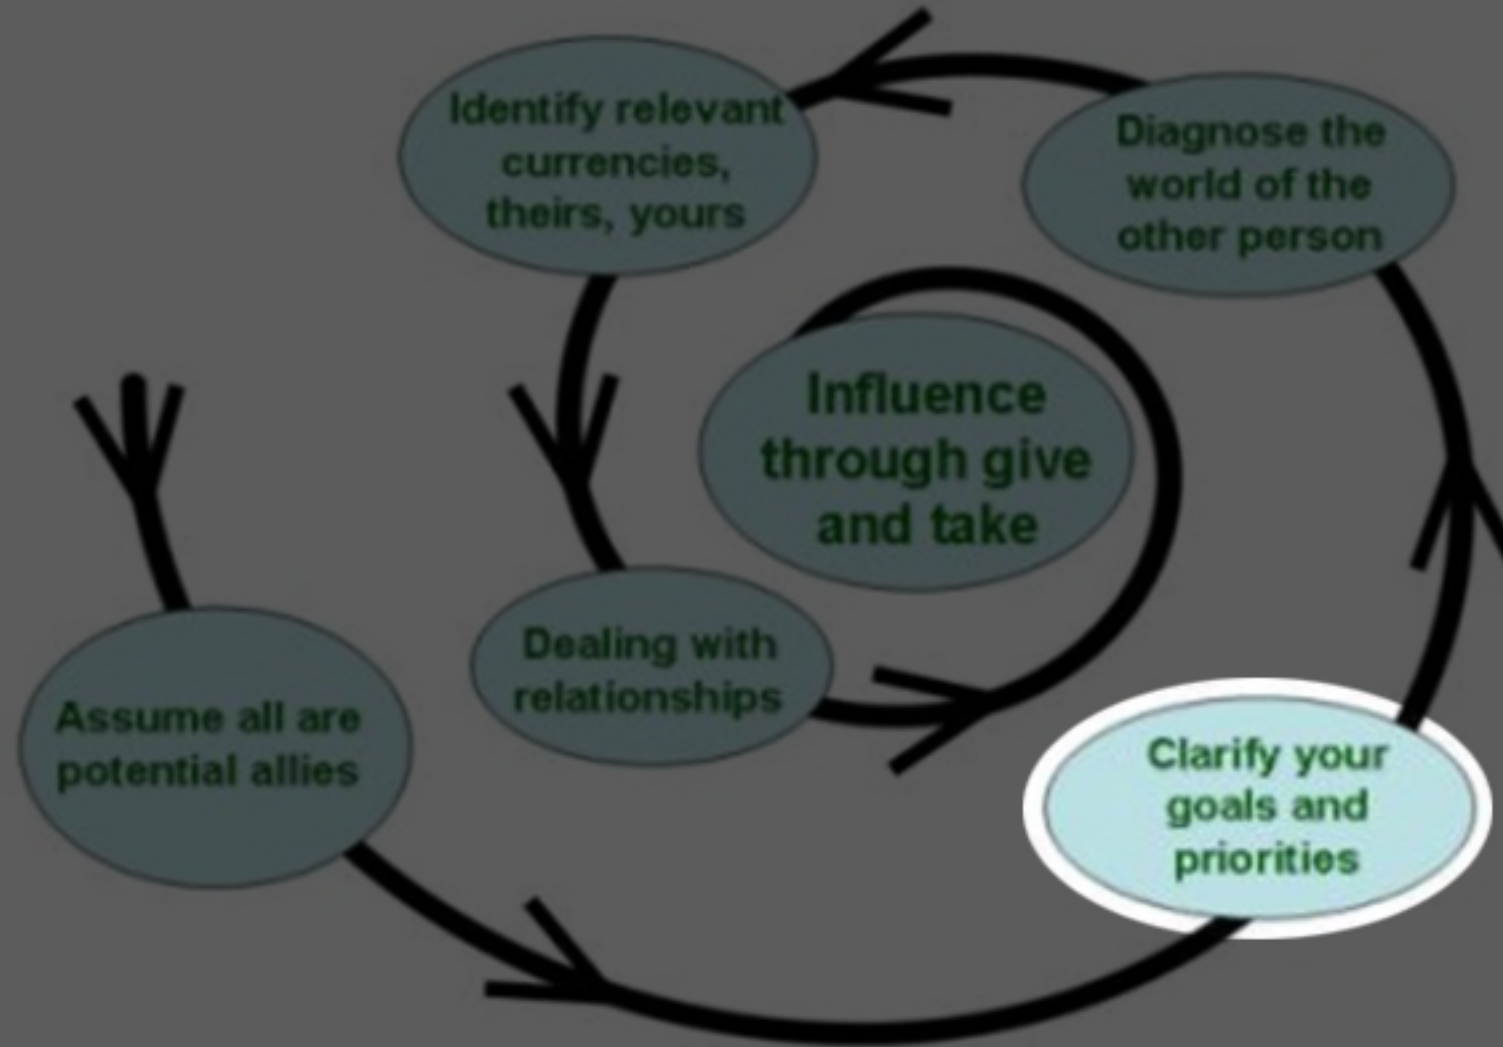 Identify relevant
currencies,
theirs, yours
Diagnose the
world of the
other person
Influence
through give
and take
Dealing with
relationships
Assume all are
potential allies
Clarify your
goals and
priorities